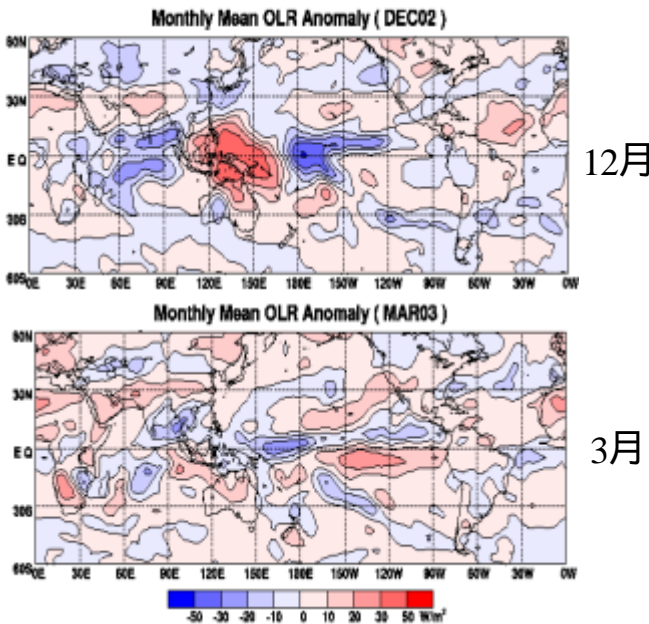 Monthly Mean OLR Anomaly ( DEC02 )
60N
30N
EQ
30S
60S
0E 30E 60E 90E 120E 150E 180E 150W 120W 90W 60W 30W 0W
12月
Monthly Mean OLR Anomaly ( MAR03 )
60N
30N
EQ
30S
60S
0E 30E 60E 90E 120E 150E 180E 150W 120W 90W 60W 30W 0W
3月
-50 -30 -20 -10 0 10 20 30 50 W/m²